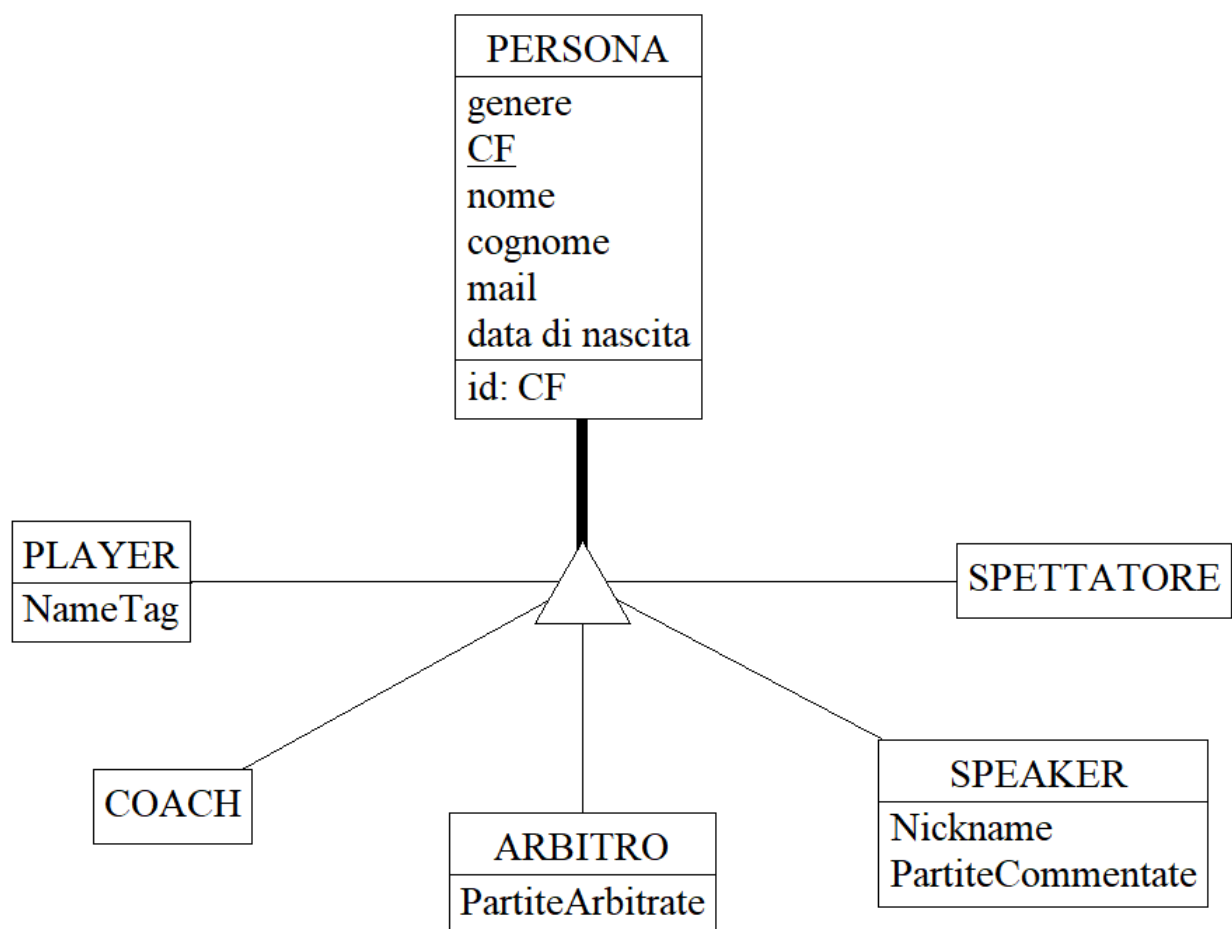 PERSONA
genere
CF
nome
cognome
mail
data di nascita
id: CF
PLAYER
NameTag
SPETTATORE
COACH
ARBITRO
PartiteArbitrate
SPEAKER
Nickname
PartiteCommentate